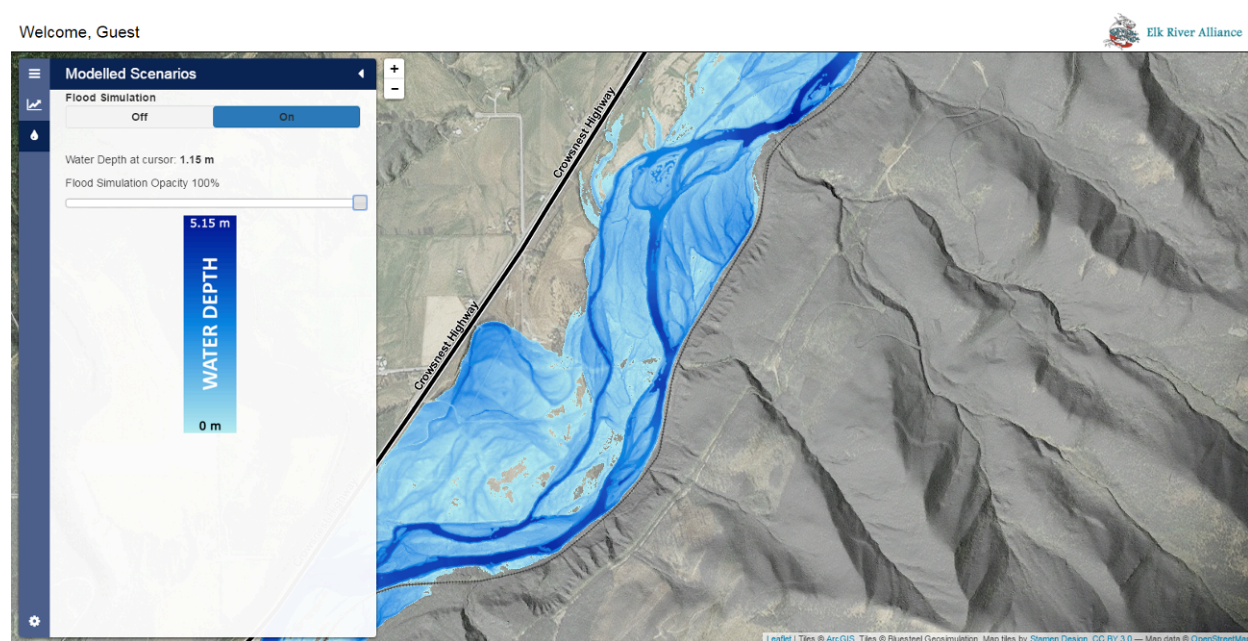 Welcome, Guest
Elk River Alliance
Modelled Scenarios
Flood Simulation
Off
On
Water Depth at cursor: 1.15 m
Flood Simulation Opacity 100%
5.15 m
WATER DEPTH
0 m
+
-
Crowsnest Highway
Crowsnest Highway
Leaflet | Tiles © ArcGIS, Tiles © Bluesteel Geosimulation, Map tiles by Stamen Design, CC BY 3.0 — Map data © OpenStreetMap